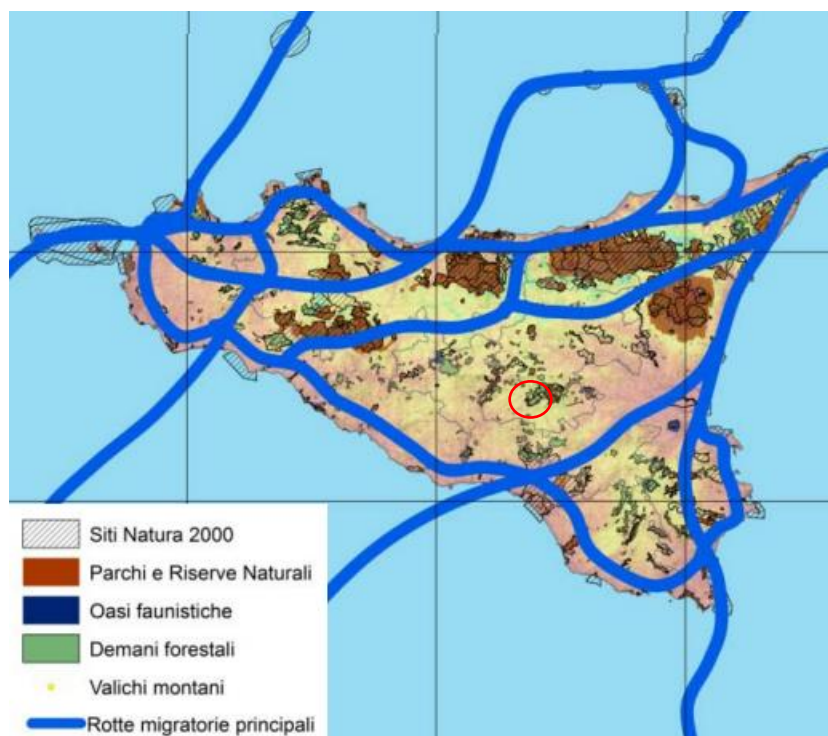 Siti Natura 2000
Parchi e Riserve Naturali
Oasi faunistiche
Demani forestali
Valichi montani
Rotte migratorie principali